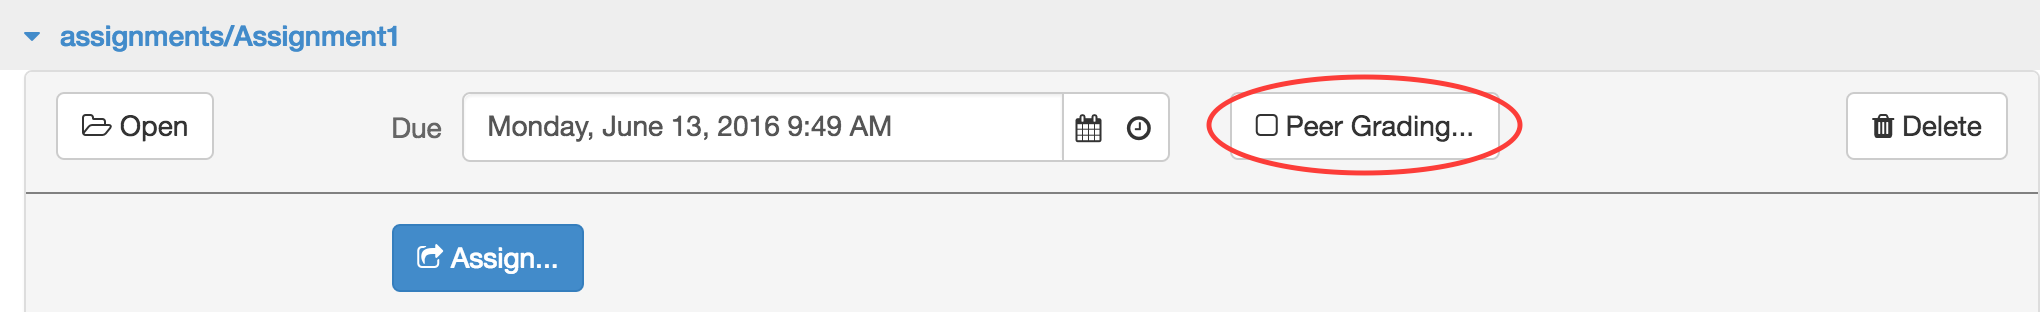 assignments/Assignment1
Open Due Monday, June 13, 2016 9:49 AM Peer Grading... Delete
Assign...